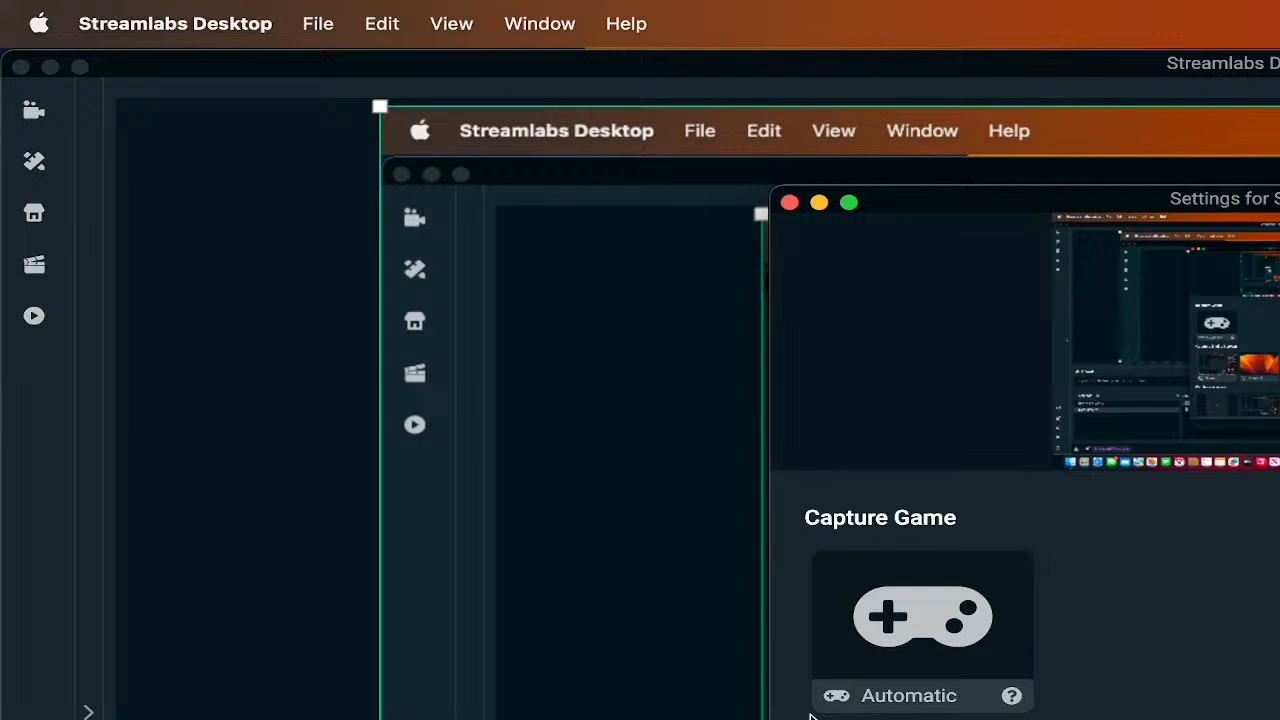 Streamlabs Desktop File Edit View Window Help
Streamlabs D
Streamlabs Desktop File Edit View Window Help
Settings for S
Capture Game
Automatic